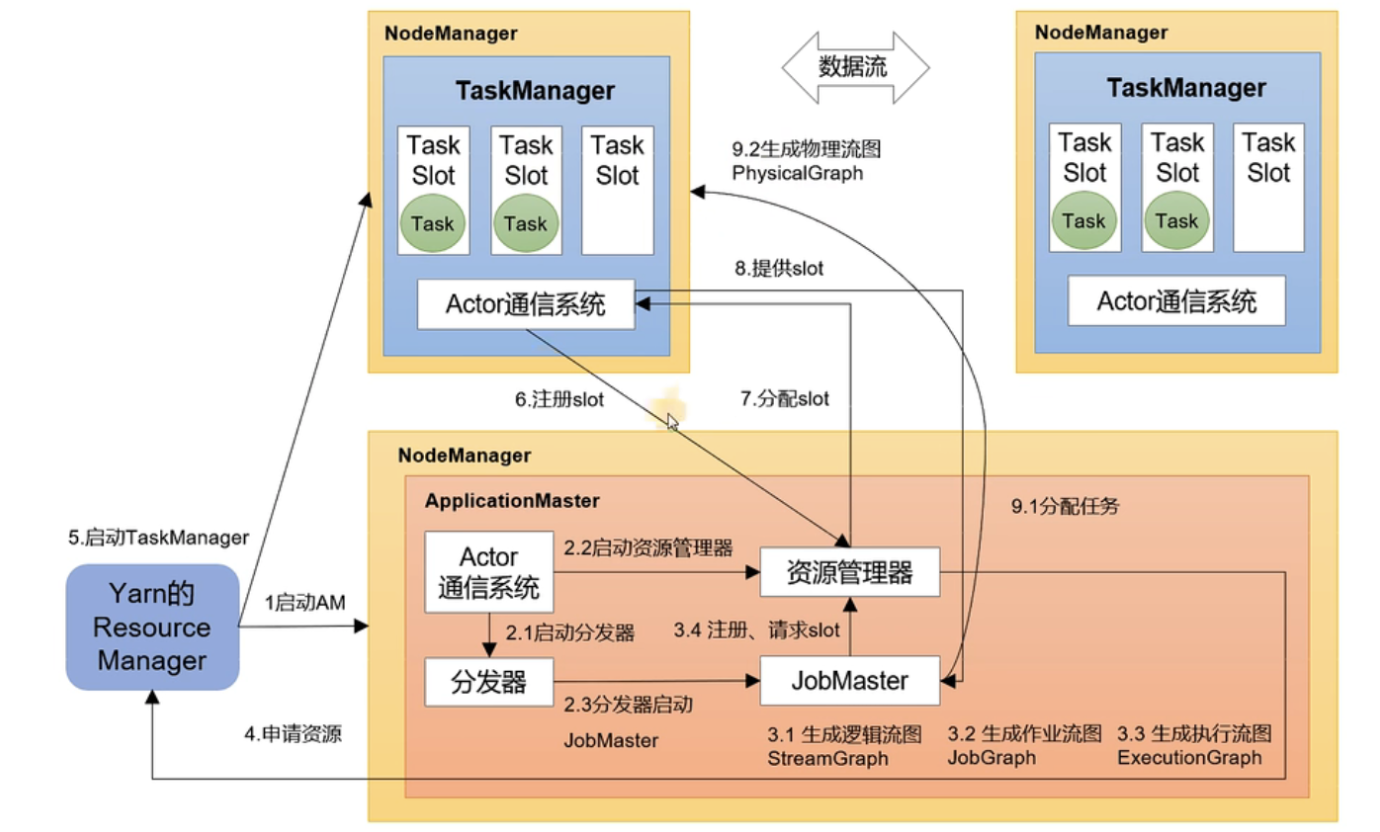 NodeManager
TaskManager
Task
Slot
Task
Task
Slot
Task
Task
Slot
Actor通信系统
数据流
NodeManager
TaskManager
Task
Slot
Task
Task
Slot
Task
Task
Slot
Actor通信系统
9.2生成物理流图
PhysicalGraph
8.提供slot
6.注册slot
7.分配slot
5.启动TaskManager
Yarn的
Resource
Manager
1启动AM
4.申请资源
NodeManager
ApplicationMaster
Actor
通信系统
2.2启动资源管理器
资源管理器
9.1分配任务
2.1启动分发器
3.4 注册、请求slot
分发器
2.3分发器启动
JobMaster
JobMaster
3.1 生成逻辑流图
StreamGraph
3.2 生成作业流图
JobGraph
3.3 生成执行流图
ExecutionGraph